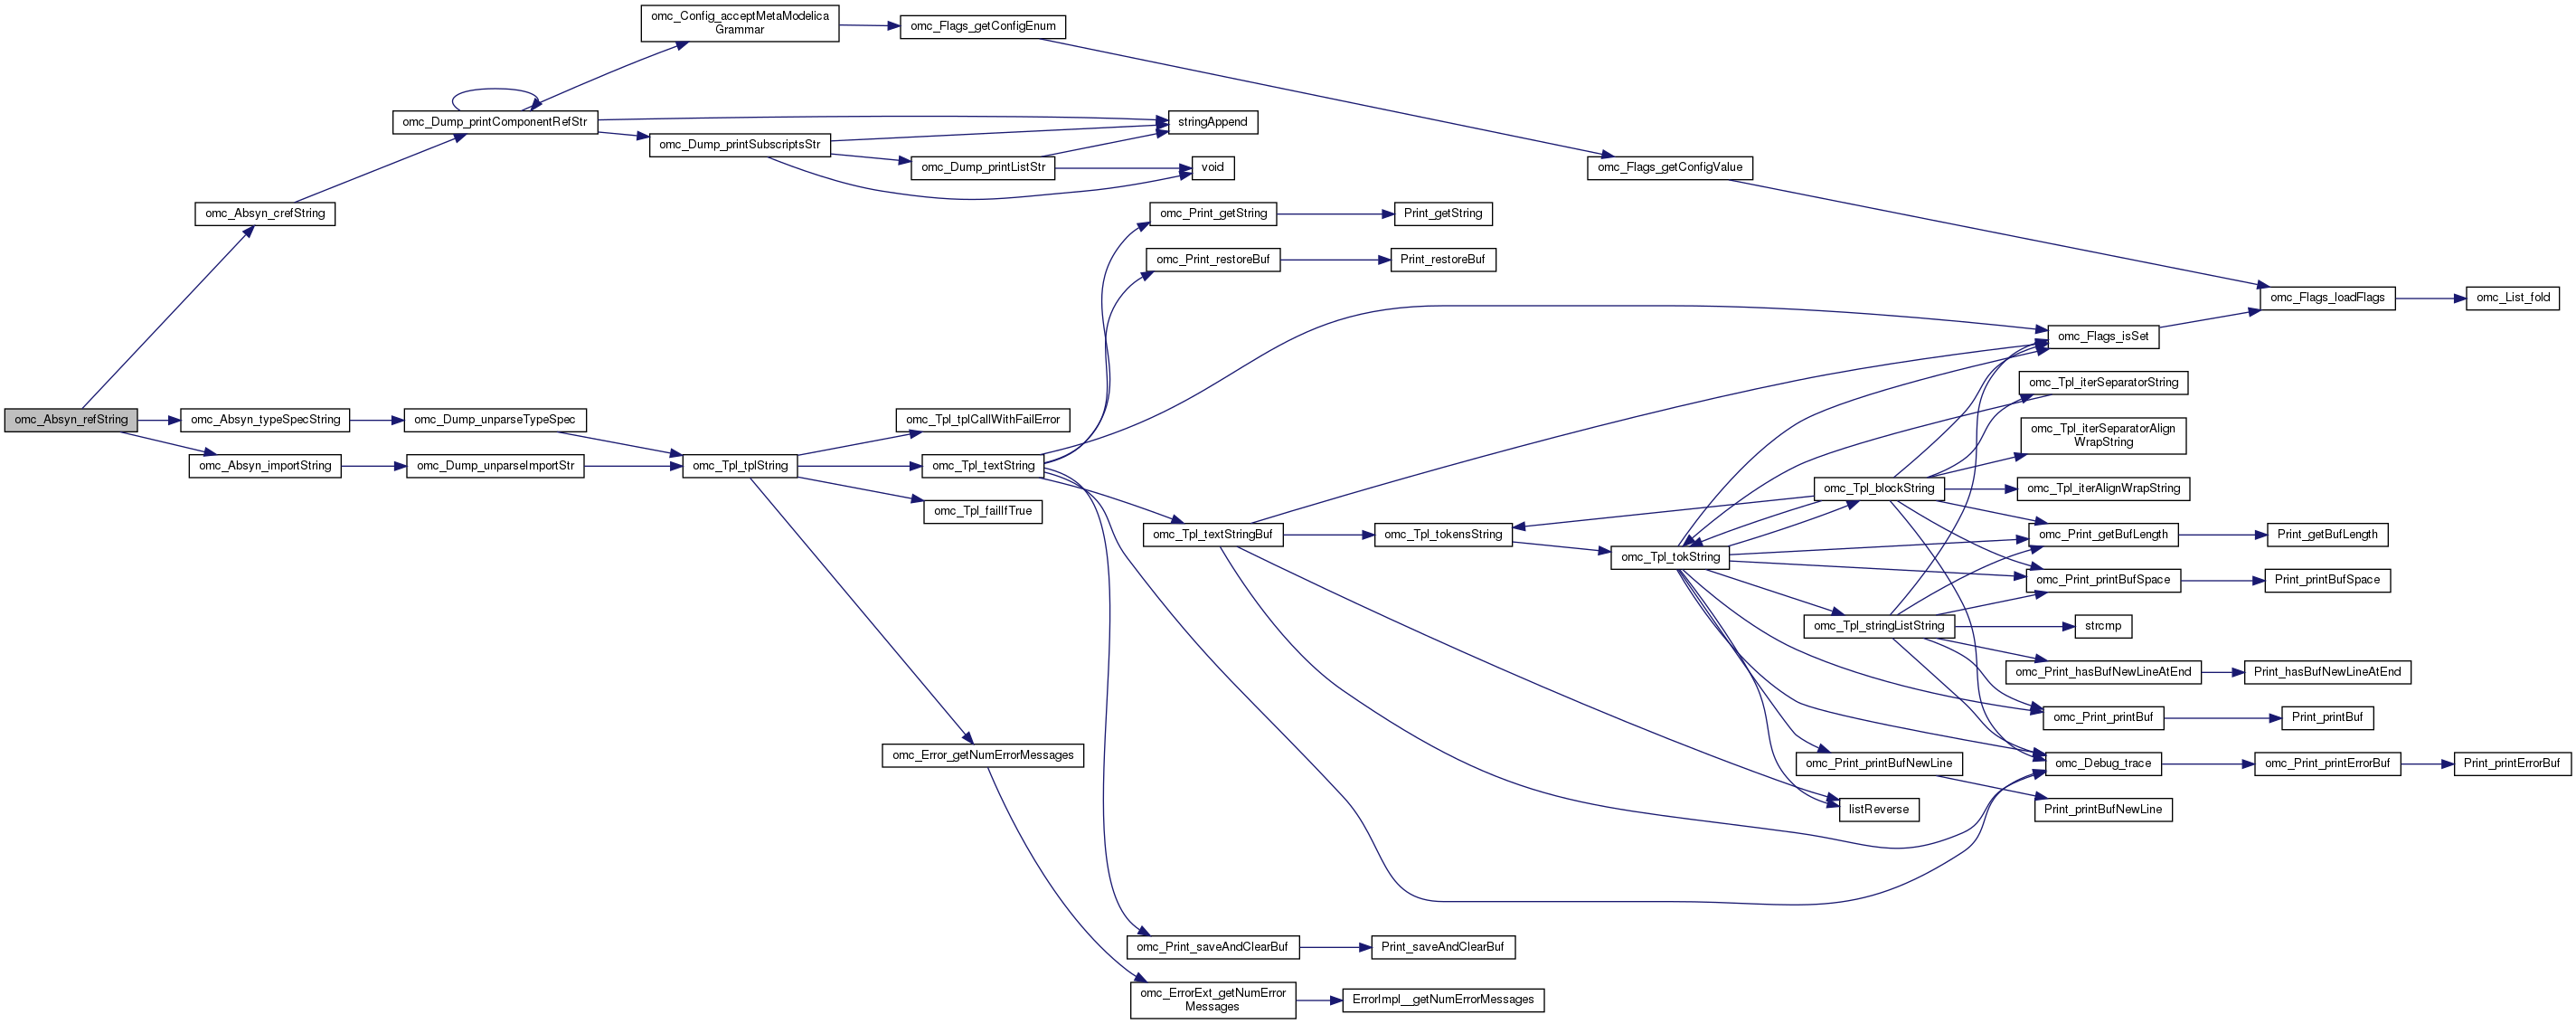 omc_Config_acceptMetaModelica
Grammar
omc_Flags_getConfigEnum
omc_Dump_printComponentRefStr
stringAppend
omc_Dump_printSubscriptsStr
omc_Dump_printListStr
void
omc_Flags_getConfigValue
omc_Absyn_crefString
omc_Print_getString
Print_getString
omc_Print_restoreBuf
Print_restoreBuf
omc_Flags_loadFlags
omc_List_fold
omc_Flags_isSet
omc_Tpl_iterSeparatorString
omc_Absyn_refString
omc_Absyn_typeSpecString
omc_Dump_unparseTypeSpec
omc_Tpl_tplCallWithFailError
omc_Tpl_iterSeparatorAlign
WrapString
omc_Absyn_importString
omc_Dump_unparseImportStr
omc_Tpl_tplString
omc_Tpl_textString
omc_Tpl_blockString
omc_Tpl_iterAlignWrapString
omc_Tpl_failIfTrue
omc_Tpl_textStringBuf
omc_Tpl_tokensString
omc_Print_getBufLength
Print_getBufLength
omc_Tpl_tokString
omc_Print_printBufSpace
Print_printBufSpace
omc_Tpl_stringListString
strcmp
omc_Print_hasBufNewLineAtEnd
Print_hasBufNewLineAtEnd
omc_Print_printBuf
Print_printBuf
omc_Error_getNumErrorMessages
omc_Print_printBufNewLine
omc_Debug_trace
omc_Print_printErrorBuf
Print_printErrorBuf
listReverse
Print_printBufNewLine
omc_Print_saveAndClearBuf
Print_saveAndClearBuf
omc_ErrorExt_getNumError
Messages
ErrorImpl__getNumErrorMessages